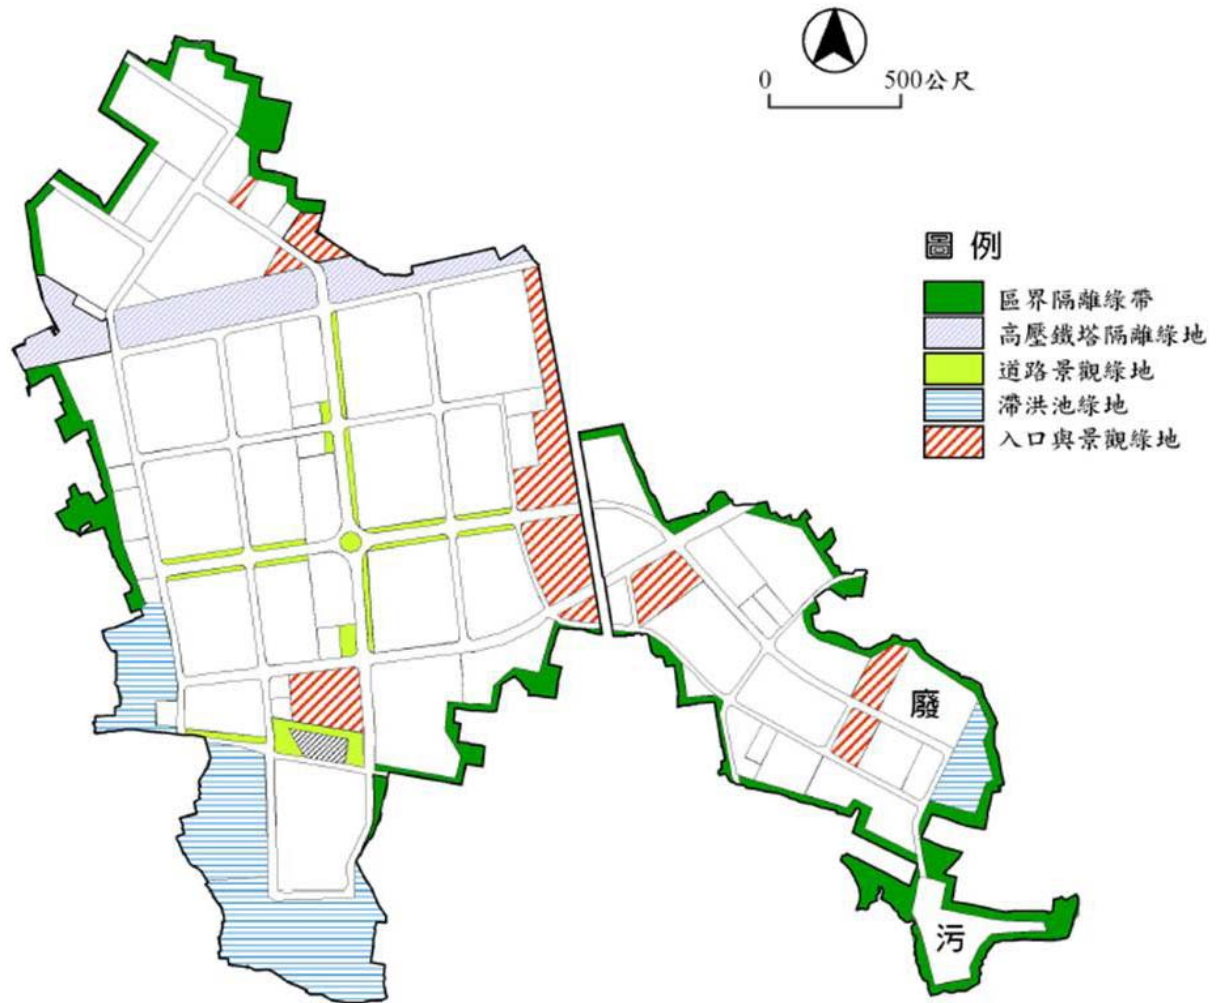 0 500公尺
圖例
區界隔離綠帶
高壓鐵塔隔離綠地
道路景觀綠地
滯洪池綠地
入口與景觀綠地
廢
污